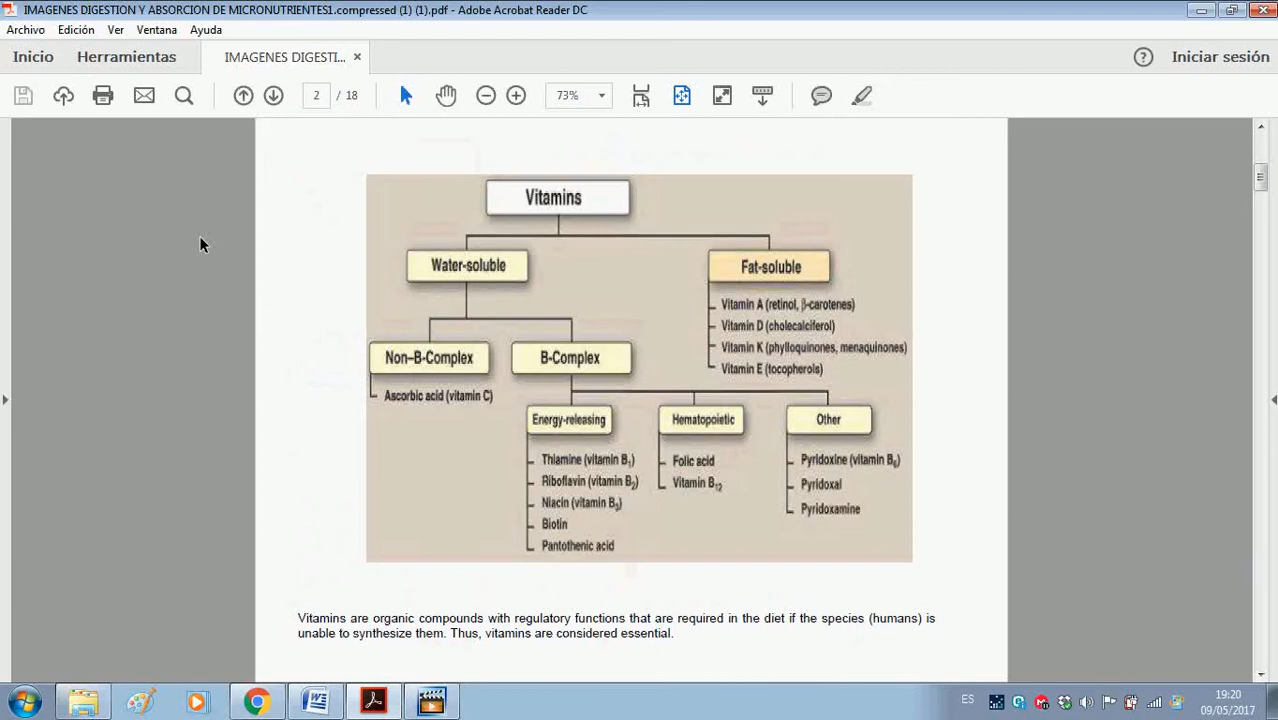 IMAGENES DIGESTION Y ABSORCION DE MICRONUTRIENTES1.compressed (1) (1).pdf - Adobe Acrobat Reader DC
Archivo Edición Ver Ventana Ayuda
Inicio Herramientas IMAGENES DIGESTI... × Iniciar sesión
2 / 18 73%
Vitamins
Water-soluble Fat-soluble
Vitamin A (retinol, β-carotenes)
Vitamin D (cholecalciferol)
Vitamin K (phylloquinones, menaquinones)
Vitamin E (tocopherols)
Non–B-Complex B-Complex
Ascorbic acid (vitamin C)
Energy-releasing Hematopoietic Other
Thiamine (vitamin B₁) Folic acid Pyridoxine (vitamin B₆)
Riboflavin (vitamin B₂) Vitamin B₁₂ Pyridoxal
Niacin (vitamin B₃) Pyridoxamine
Biotin
Pantothenic acid
Vitamins are organic compounds with regulatory functions that are required in the diet if the species (humans) is
unable to synthesize them. Thus, vitamins are considered essential.
ES 19:20
09/05/2017